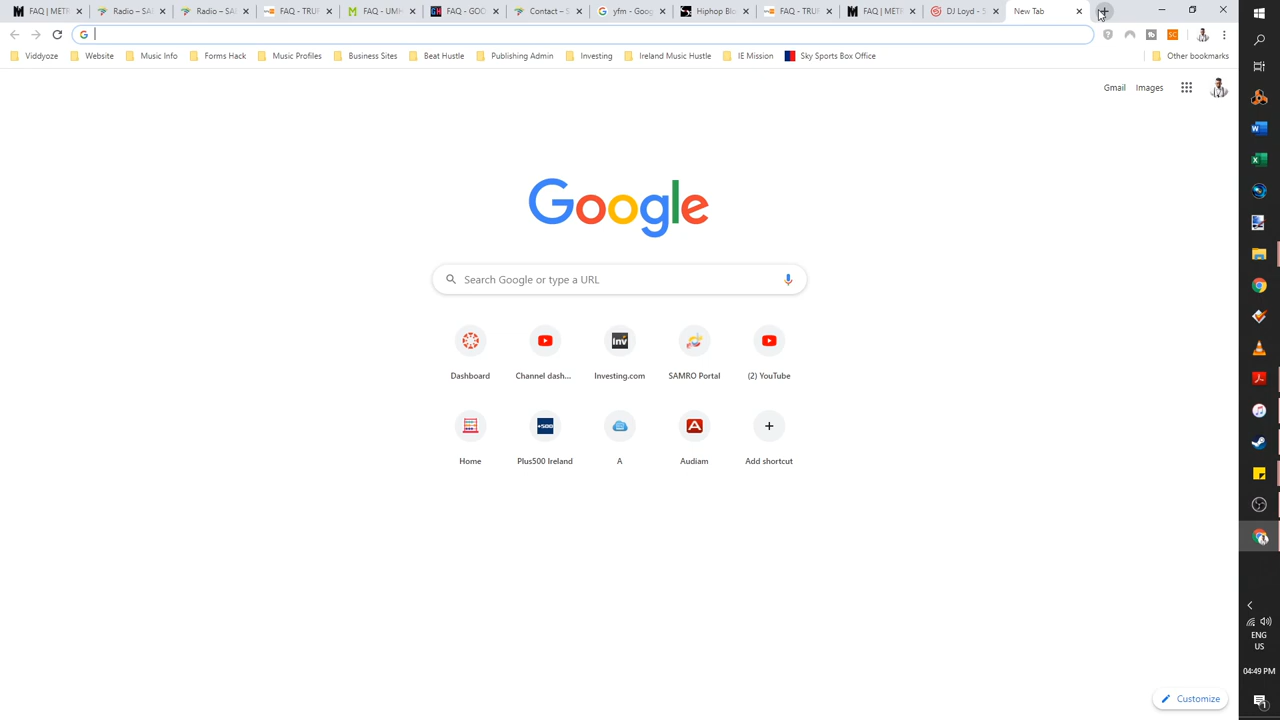 FAQ | METR
Radio – SA
Radio – SA
FAQ - TRUF
FAQ - UMH
FAQ - GOO
Contact – S
yfm - Goog
Hiphop Blo
FAQ - TRUF
FAQ | METR
DJ Loyd – S
New Tab
Viddyoze
Website
Music Info
Forms Hack
Music Profiles
Business Sites
Beat Hustle
Publishing Admin
Investing
Ireland Music Hustle
IE Mission
Sky Sports Box Office
Other bookmarks
Gmail
Images
Google
Search Google or type a URL
Dashboard
Channel dash...
Investing.com
SAMRO Portal
(2) YouTube
Home
Plus500 Ireland
A
Audiam
Add shortcut
Customize
ENG
US
04:49 PM